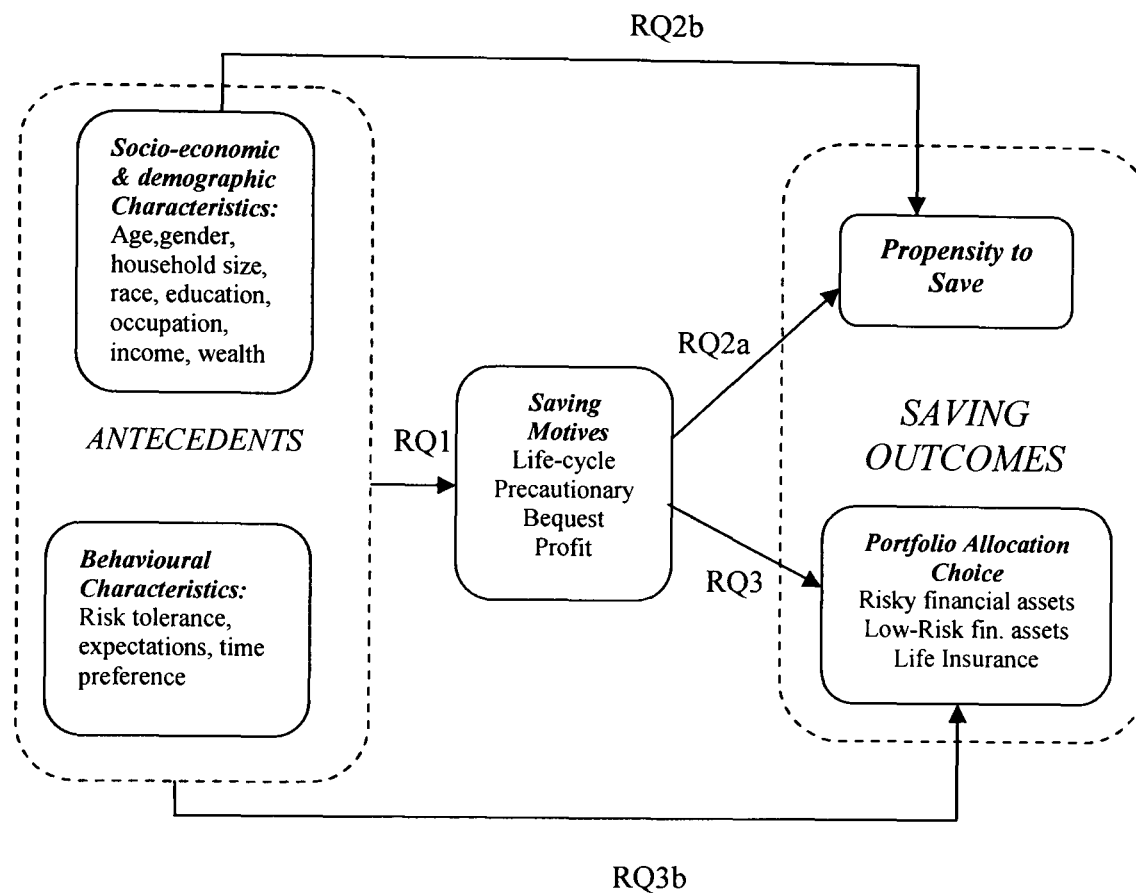 RQ2b
Socio-economic
& demographic
Characteristics:
Age,gender,
household size,
race, education,
occupation,
income, wealth
ANTECEDENTS
Behavioural
Characteristics:
Risk tolerance,
expectations, time
preference
RQ1
Saving
Motives
Life-cycle
Precautionary
Bequest
Profit
RQ2a
RQ3
Propensity to
Save
SAVING
OUTCOMES
Portfolio Allocation
Choice
Risky financial assets
Low-Risk fin. assets
Life Insurance
RQ3b